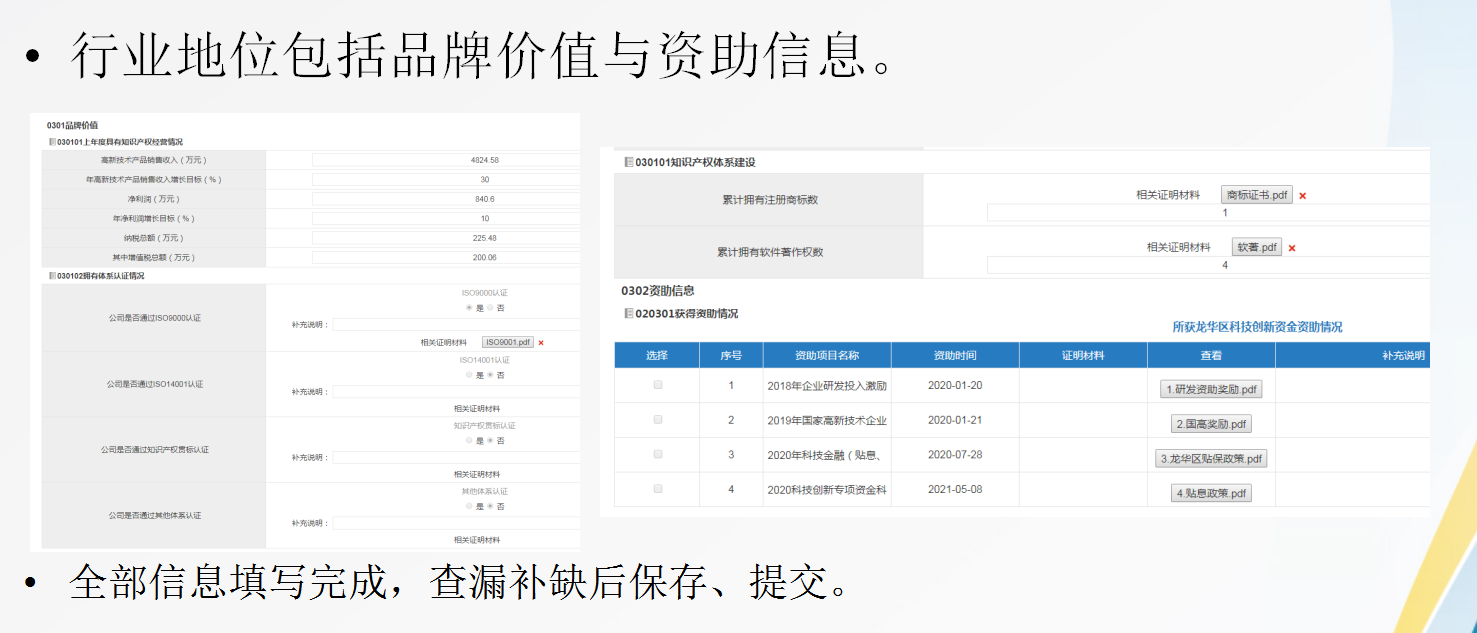 • 行业地位包括品牌价值与资助信息。
0301品牌价值
030101上年度具有知识产权经营情况
高新技术产品销售收入（万元） 4824.58
年高新技术产品销售收入增长目标（%） 30
净利润（万元） 840.6
年净利润增长目标（%） 10
纳税总额（万元） 225.48
其中增值税总额（万元） 200.06
030102拥有体系认证情况
ISO9000认证
公司是否通过ISO9000认证 是 否
补充说明：
相关证明材料 ISO9001.pdf ×
ISO14001认证
公司是否通过ISO14001认证 是 否
补充说明：
相关证明材料
知识产权贯标认证
公司是否通过知识产权贯标认证 是 否
补充说明：
相关证明材料
其他体系认证
公司是否通过其他体系认证 是 否
补充说明：
相关证明材料
030101知识产权体系建设
累计拥有注册商标数 相关证明材料 商标证书.pdf ×
1
累计拥有软件著作权数 相关证明材料 软著.pdf ×
4
0302资助信息
020301获得资助情况
所获龙华区科技创新资金资助情况
选择 序号 资助项目名称 资助时间 证明材料 查看 补充说明
1 2018年企业研发投入激励 2020-01-20 1.研发资助奖励.pdf
2 2019年国家高新技术企业 2020-01-21 2.国高奖励.pdf
3 2020年科技金融（贴息、 2020-07-28 3.龙华区贴保政策.pdf
4 2020科技创新专项资金科 2021-05-08 4.贴息政策.pdf
• 全部信息填写完成，查漏补缺后保存、提交。